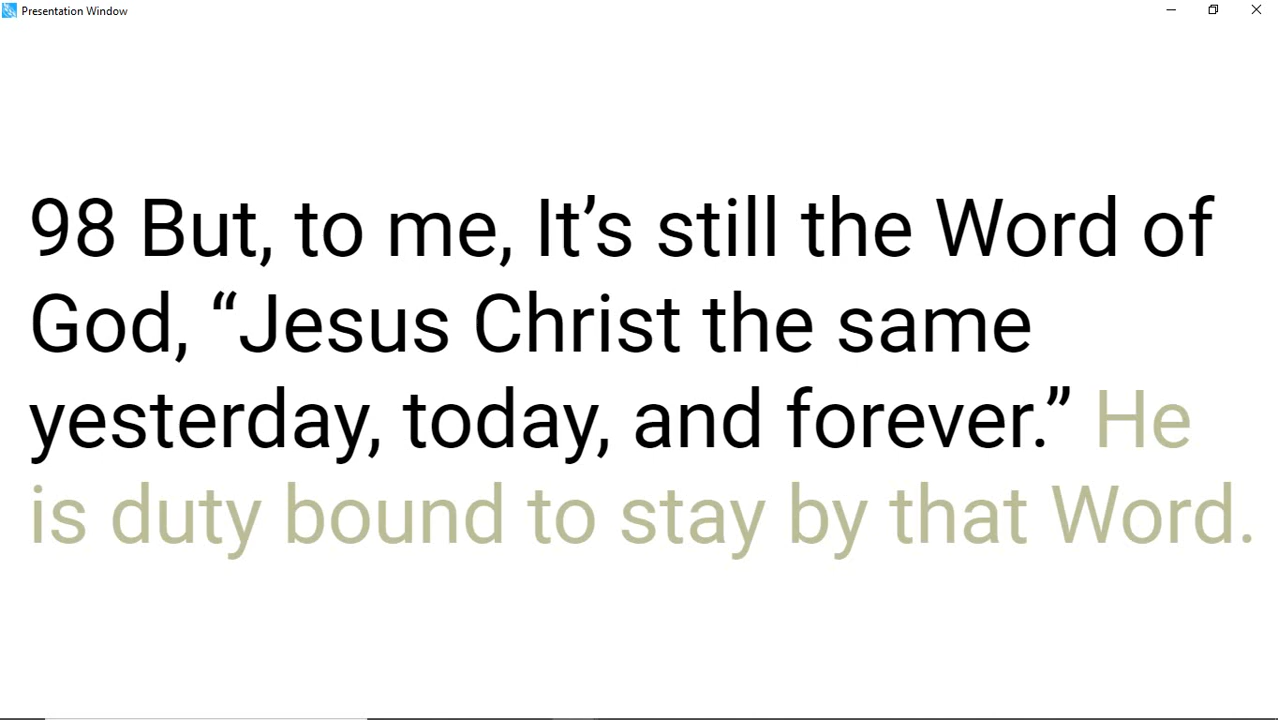 Presentation Window
98 But, to me, It’s still the Word of
God, “Jesus Christ the same
yesterday, today, and forever.” He
is duty bound to stay by that Word.